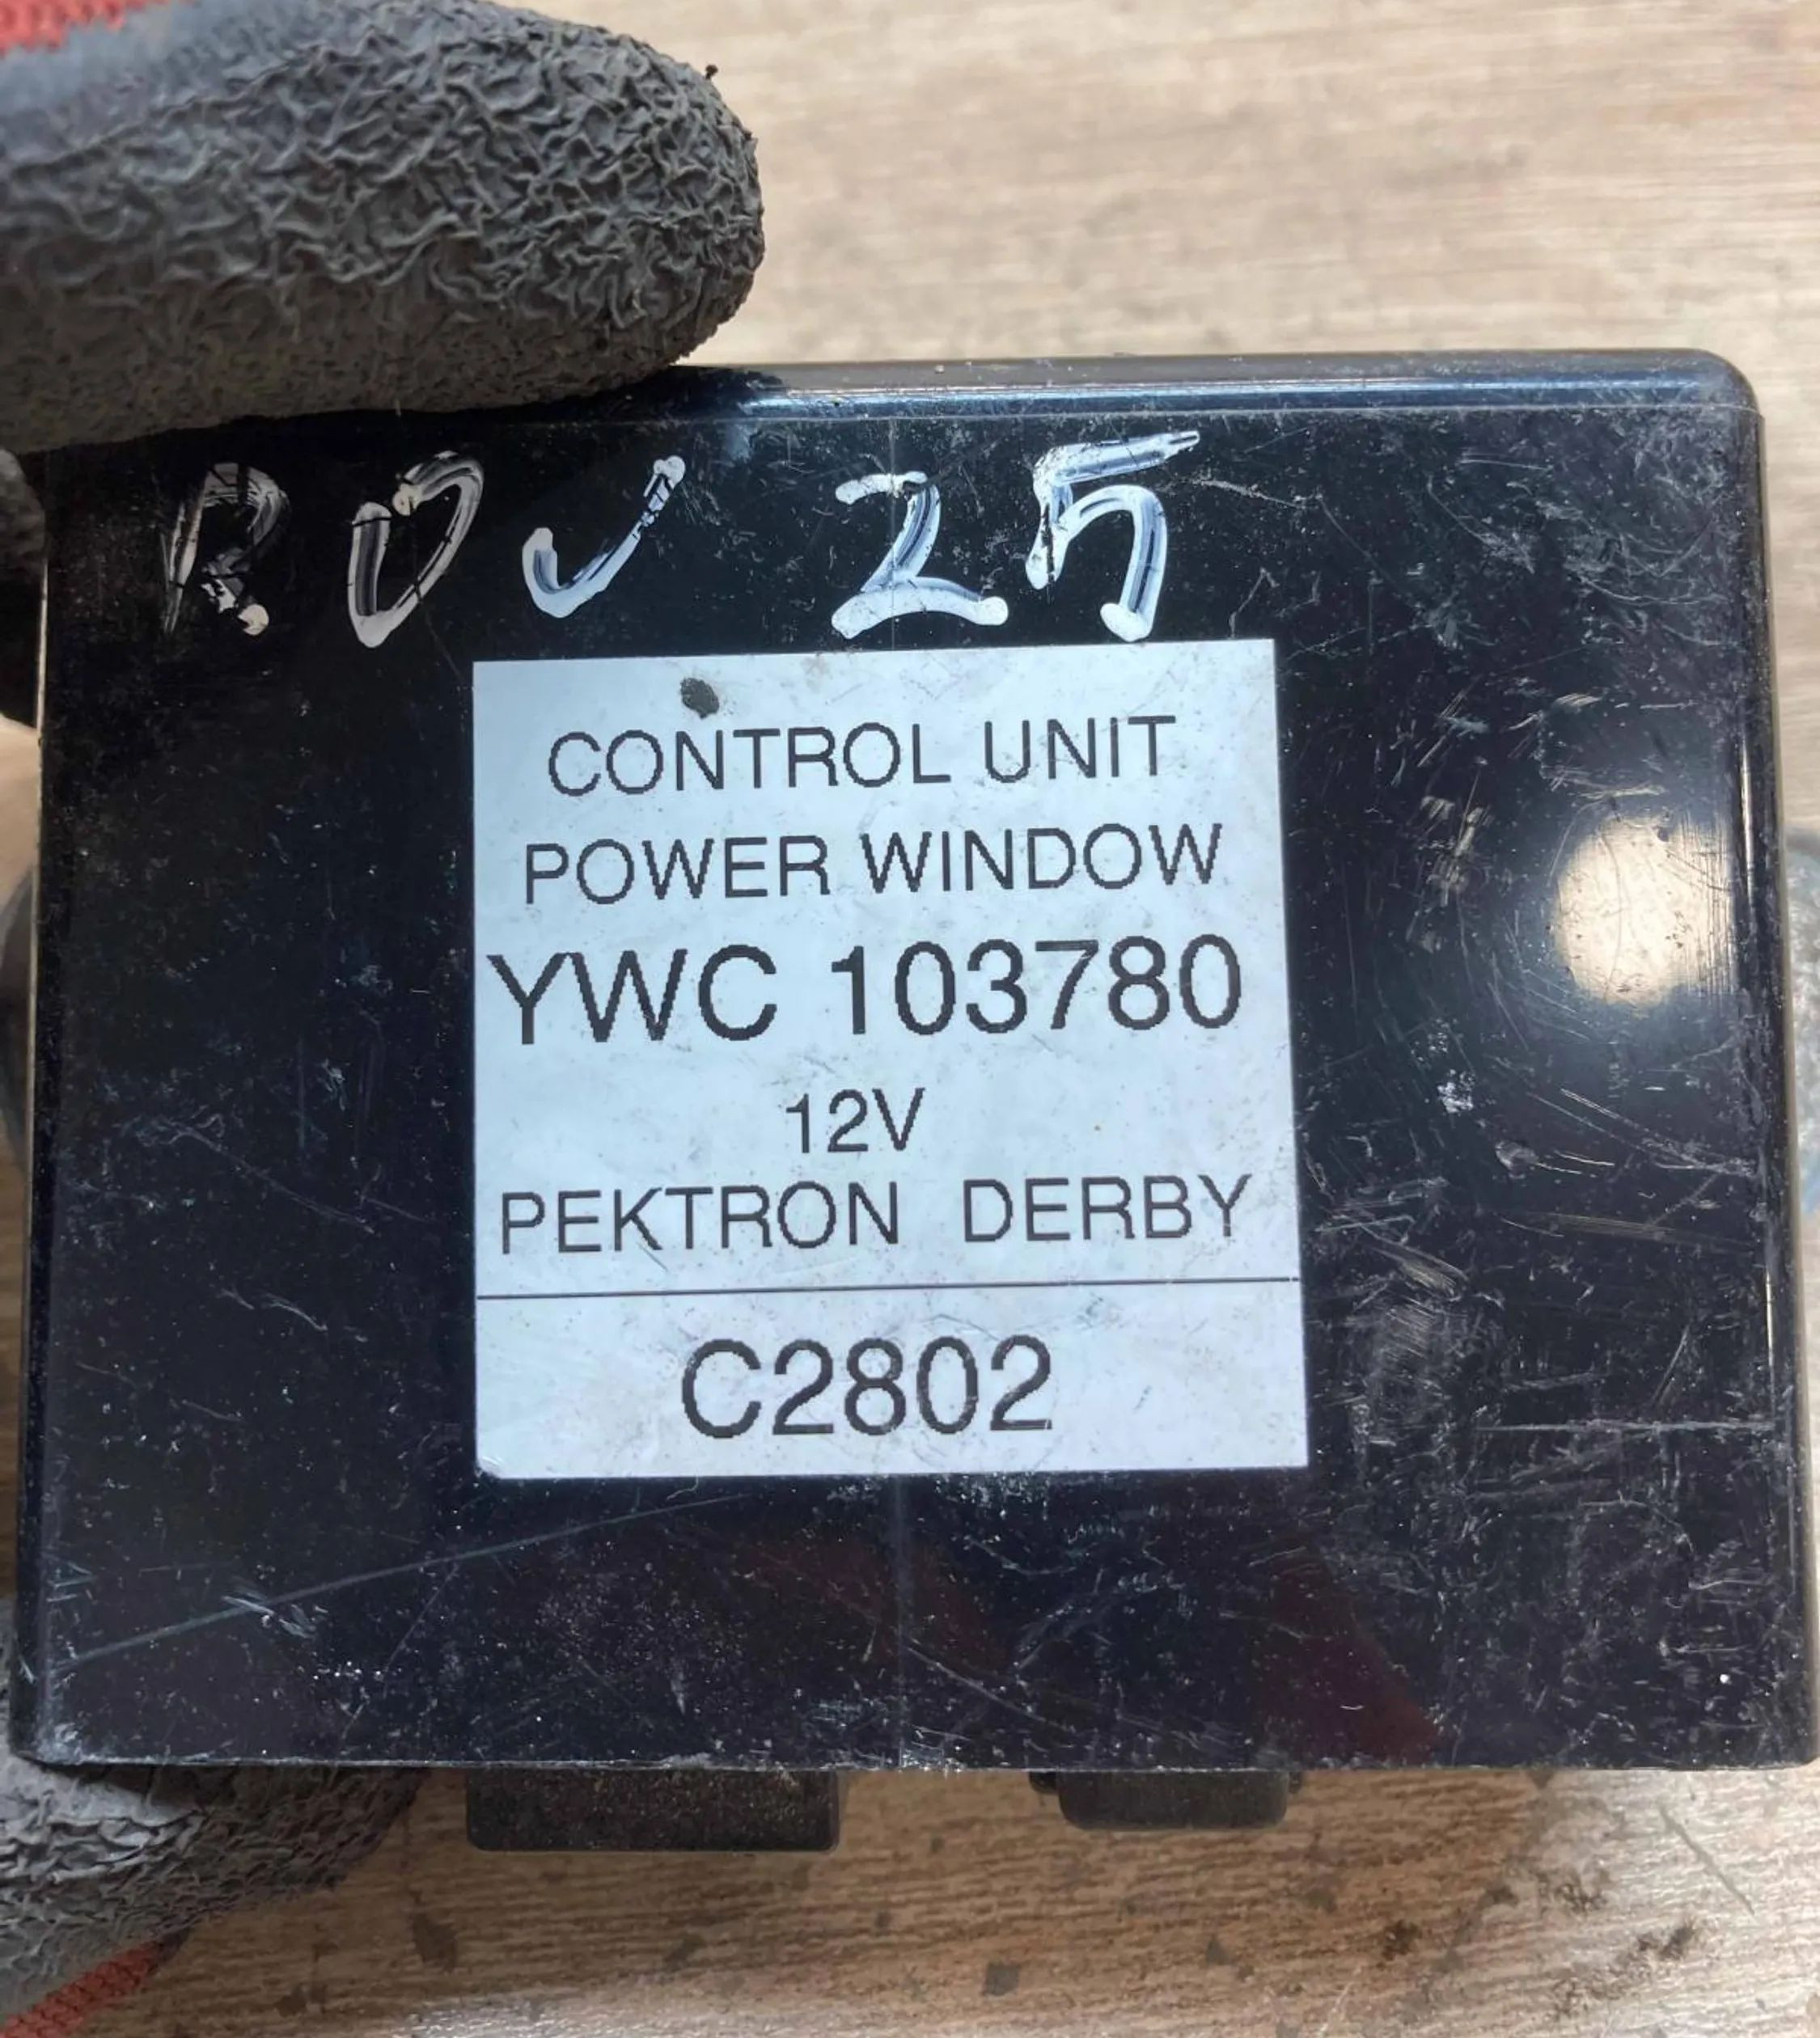 ROV 25
CONTROL UNIT
POWER WINDOW
YWC 103780
12V
PEKTRON DERBY
C2802